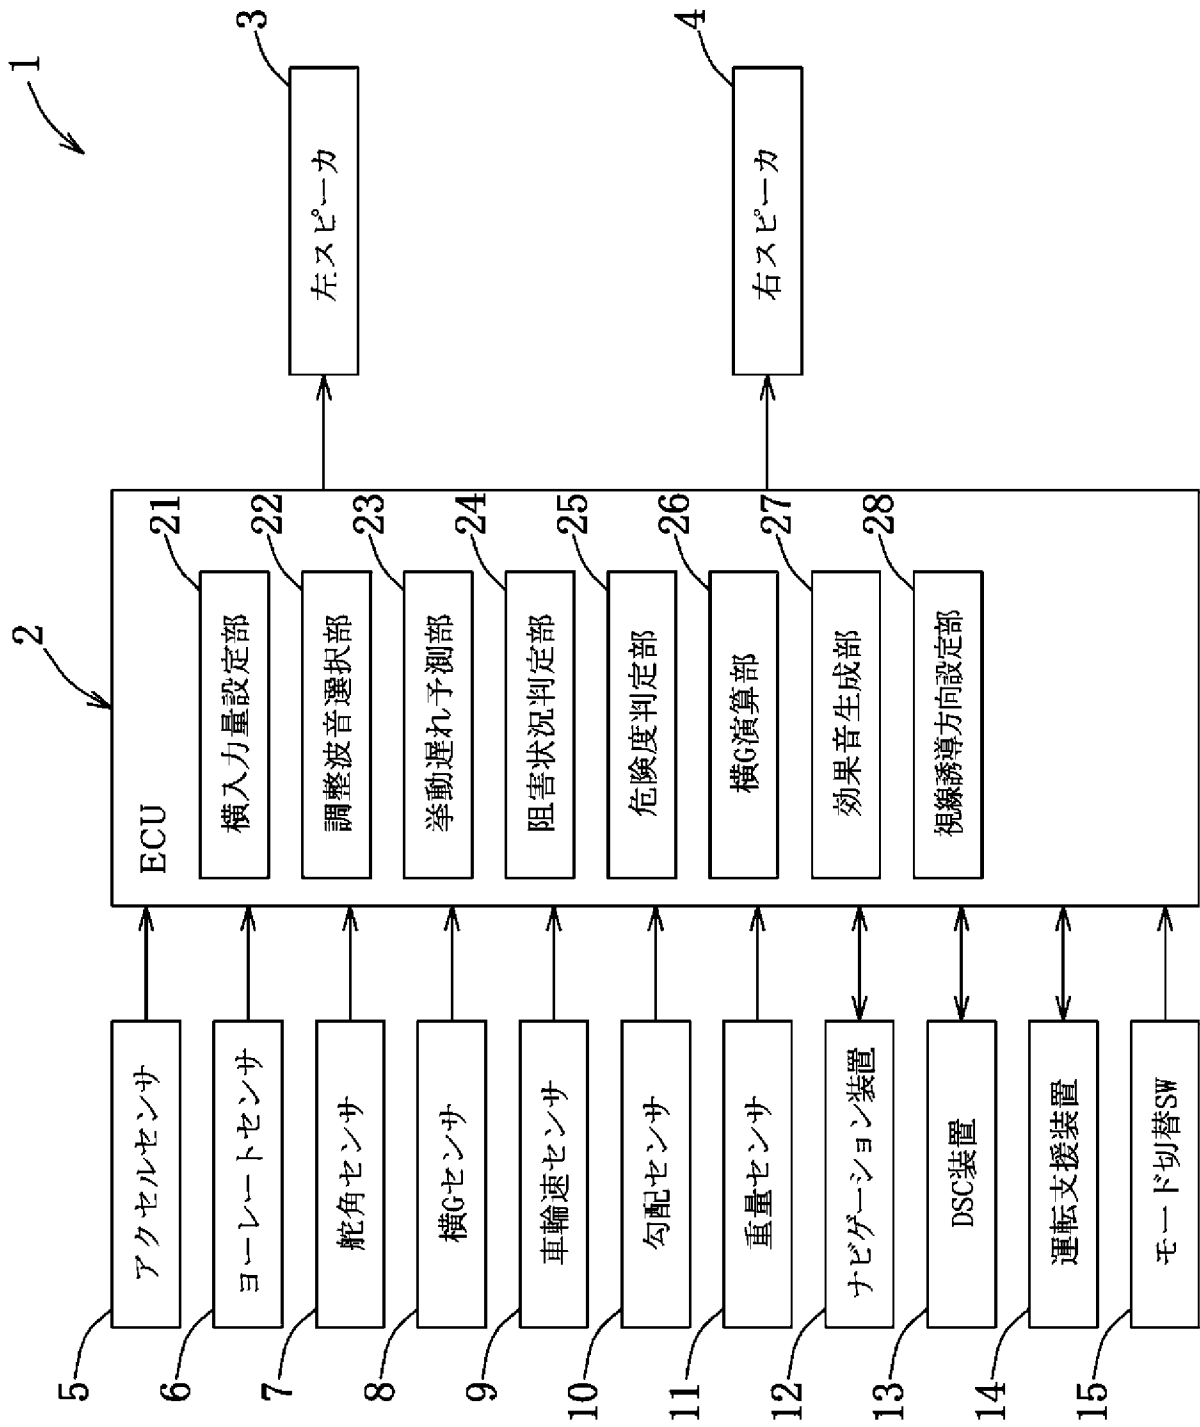 1
2
ECU
5
アクセルセンサ
6
ヨーレートセンサ
7
舵角センサ
8
横Gセンサ
9
車輪速センサ
10
勾配センサ
11
重量センサ
12
ナビゲーション装置
13
DSC装置
14
運転支援装置
15
モード切替SW
横入力量設定部
21
調整波音選択部
22
挙動遅れ予測部
23
阻害状況判定部
24
危険度判定部
25
横G演算部
26
効果音生成部
27
視線誘導方向設定部
28
左スピーカ
3
右スピーカ
4